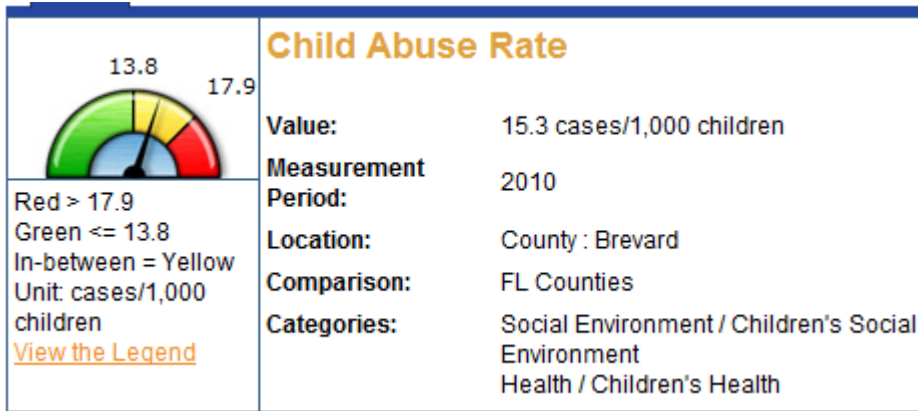 13.8
17.9
Red > 17.9
Green <= 13.8
In-between = Yellow
Unit: cases/1,000
children
View the Legend
Child Abuse Rate
Value: 15.3 cases/1,000 children
Measurement
Period: 2010
Location: County : Brevard
Comparison: FL Counties
Categories: Social Environment / Children's Social
Environment
Health / Children's Health